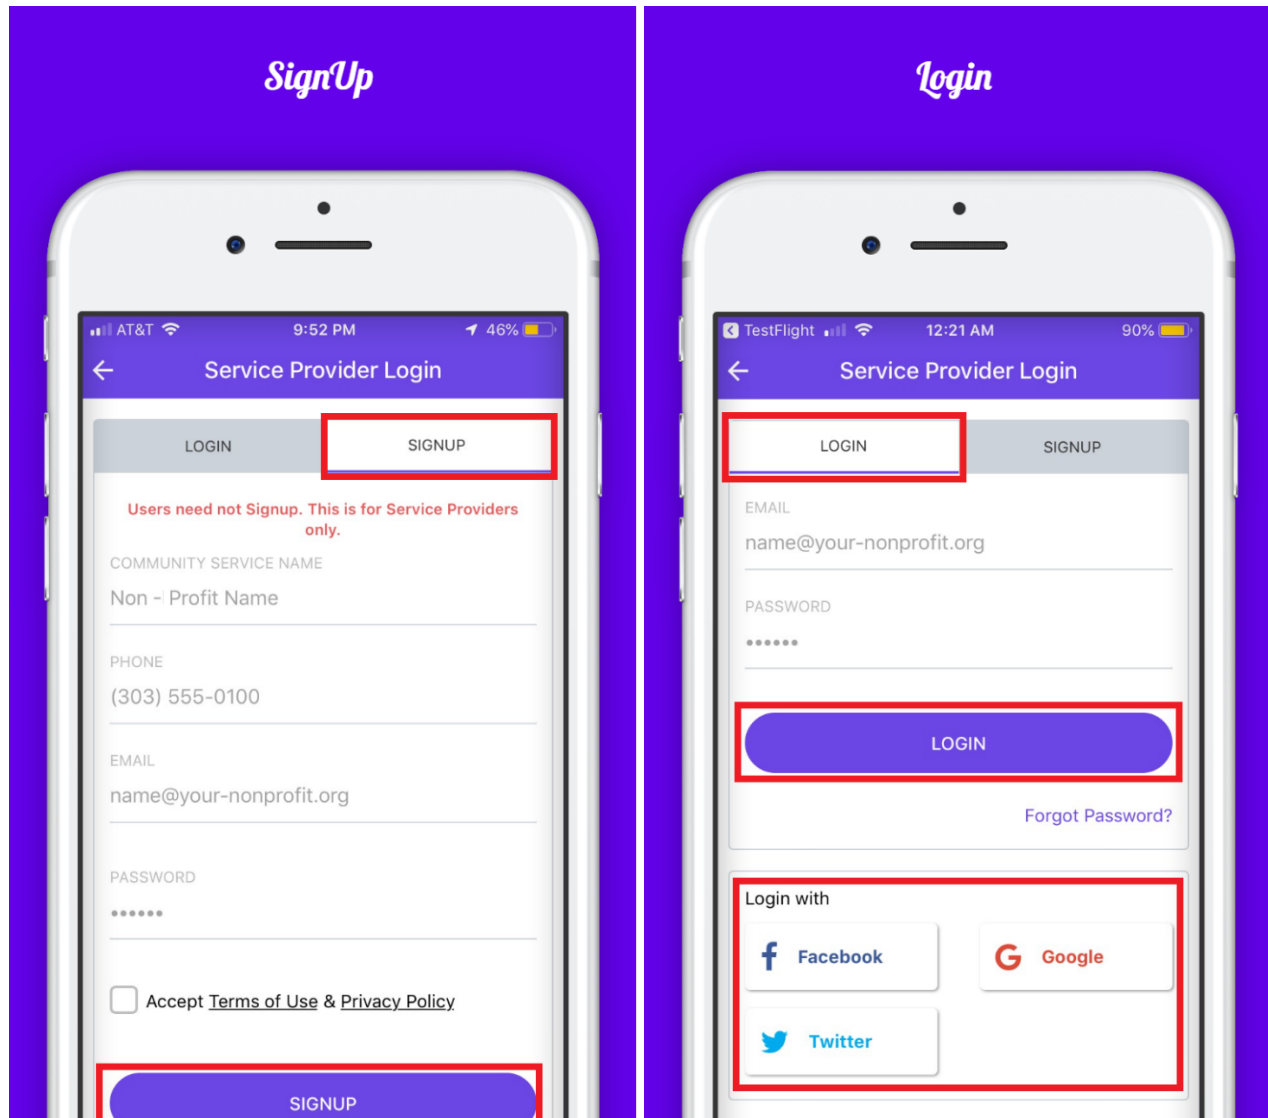 SignUp
AT&T
9:52 PM
46%
Service Provider Login
LOGIN
SIGNUP
Users need not Signup. This is for Service Providers
only.
COMMUNITY SERVICE NAME
Non - Profit Name
PHONE
(303) 555-0100
EMAIL
name@your-nonprofit.org
PASSWORD
••••••
Accept Terms of Use & Privacy Policy
SIGNUP
Login
TestFlight
12:21 AM
90%
Service Provider Login
LOGIN
SIGNUP
EMAIL
name@your-nonprofit.org
PASSWORD
••••••
LOGIN
Forgot Password?
Login with
Facebook
Google
Twitter